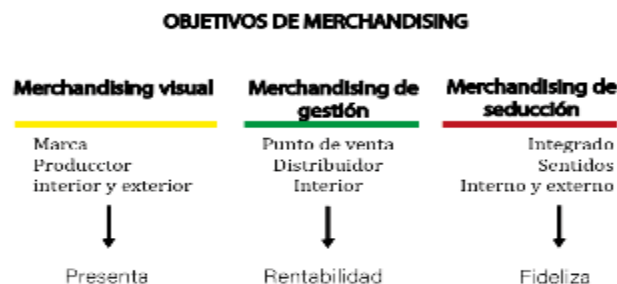 OBJETIVOS DE MERCHANDISING
Merchandising visual
Marca
Producctor
interior y exterior
Presenta
Merchandising de
gestión
Punto de venta
Distribuidor
Interior
Rentabilidad
Merchandising de
seducción
Integrado
Sentidos
Interno y externo
Fideliza